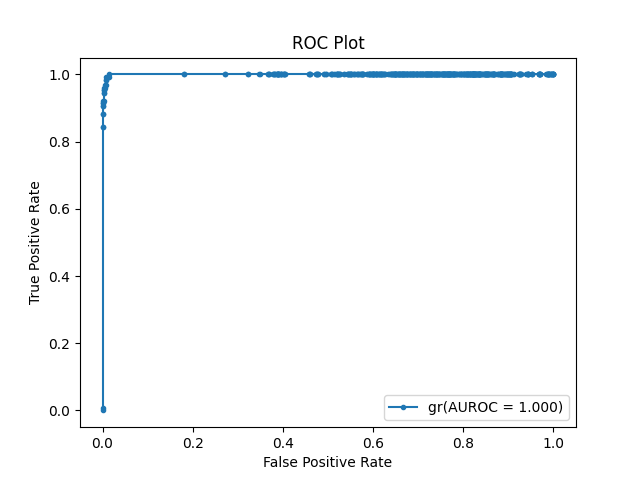 ROC Plot
1.0
0.8
0.6
0.4
0.2
0.0
True Positive Rate
0.0 0.2 0.4 0.6 0.8 1.0
False Positive Rate
gr(AUROC = 1.000)